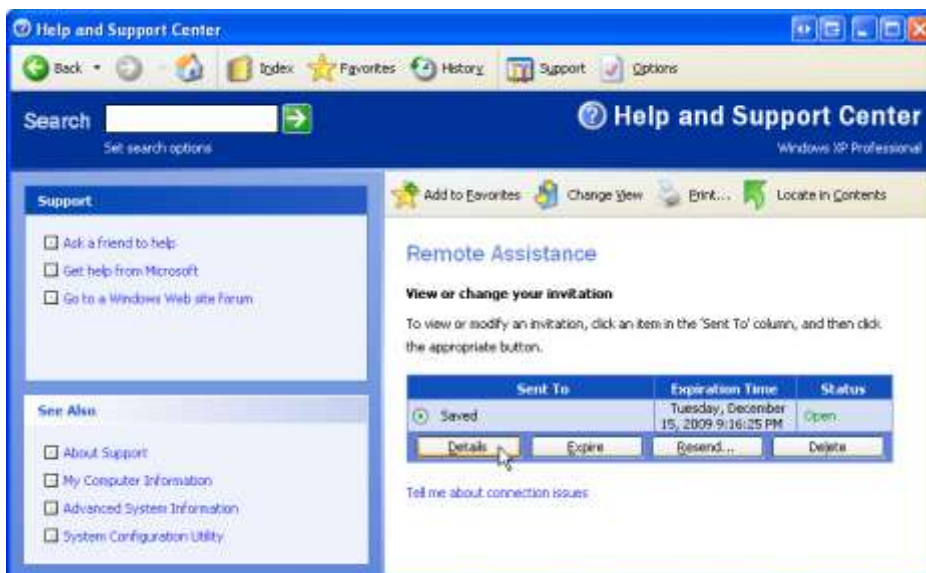 Help and Support Center
Back Index Favorites History Support Options
Search
Set search options
Help and Support Center
Windows XP Professional
Support
Ask a friend to help
Get help from Microsoft
Go to a Windows Web site forum
See Also
About Support
My Computer Information
Advanced System Information
System Configuration Utility
Add to Favorites Change View Print... Locate in Contents
Remote Assistance
View or change your invitation
To view or modify an invitation, click an item in the 'Sent To' column, and then click
the appropriate button.
Sent To Expiration Time Status
Saved Tuesday, December Open
15, 2009 9:16:25 PM
Details Expire Resend... Delete
Tell me about connection issues